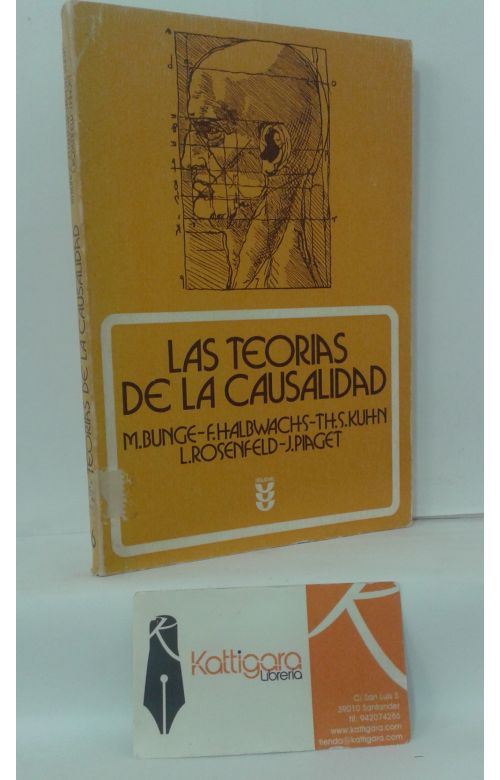 LAS TEORIAS
DE LA CAUSALIDAD
M.BUNGE-F.HALBWACHS-TH.S.KUHN
L.ROSENFELD-J.PIAGET
TEORIAS DE LA CAUSALIDAD
Kattigara
Librería
C/ San Luis 5
39010 Santander
tlf: 942074266
www.kattigara.com
tienda@kattigara.com